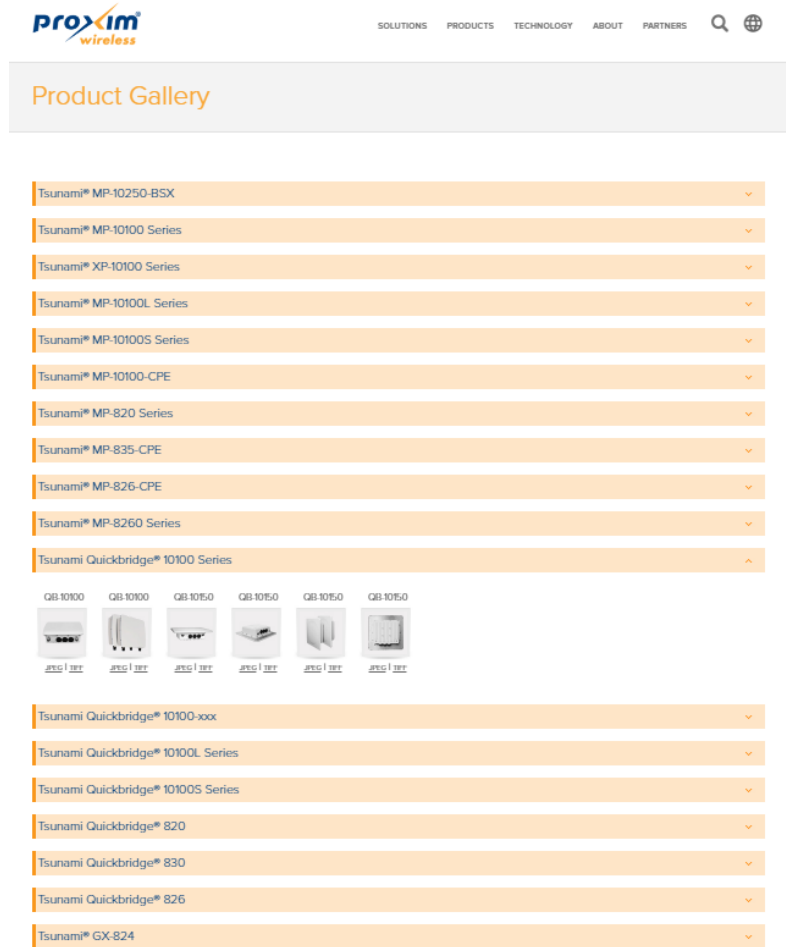 proxim
wireless
SOLUTIONS PRODUCTS TECHNOLOGY ABOUT PARTNERS
Product Gallery
Tsunami® MP-10250-BSX
Tsunami® MP-10100 Series
Tsunami® XP-10100 Series
Tsunami® MP-10100L Series
Tsunami® MP-10100S Series
Tsunami® MP-10100-CPE
Tsunami® MP-820 Series
Tsunami® MP-835-CPE
Tsunami® MP-826-CPE
Tsunami® MP-8260 Series
Tsunami Quickbridge® 10100 Series
QB-10100 QB-10100 QB-10150 QB-10150 QB-10150 QB-10150
JPEG | TIFF JPEG | TIFF JPEG | TIFF JPEG | TIFF JPEG | TIFF JPEG | TIFF
Tsunami Quickbridge® 10100-xxx
Tsunami Quickbridge® 10100L Series
Tsunami Quickbridge® 10100S Series
Tsunami Quickbridge® 820
Tsunami Quickbridge® 830
Tsunami Quickbridge® 826
Tsunami® GX-824